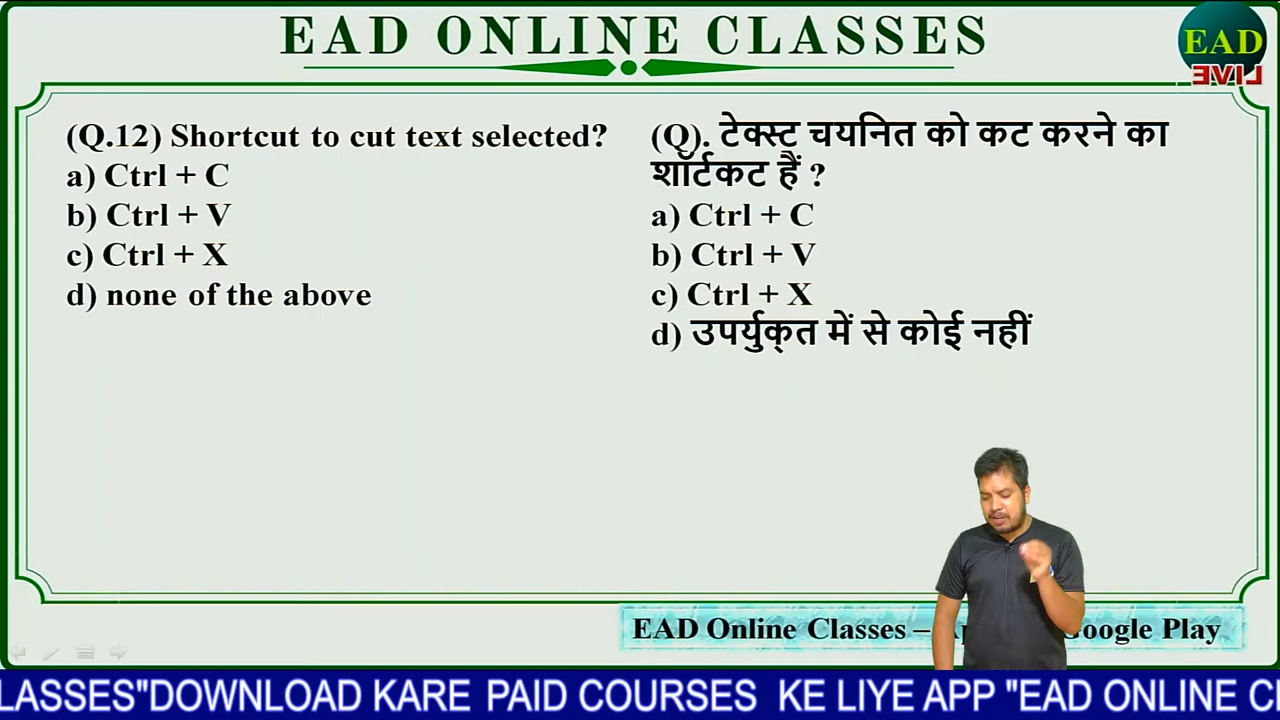 EAD ONLINE CLASSES
EAD
LIVE
(Q.12) Shortcut to cut text selected?
a) Ctrl + C
b) Ctrl + V
c) Ctrl + X
d) none of the above
(Q). टेक्स्ट चयनित को कट करने का
शॉर्टकट हैं ?
a) Ctrl + C
b) Ctrl + V
c) Ctrl + X
d) उपर्युक्त में से कोई नहीं
EAD Online Classes – Google Play
LASSES"DOWNLOAD KARE PAID COURSES KE LIYE APP "EAD ONLINE CL